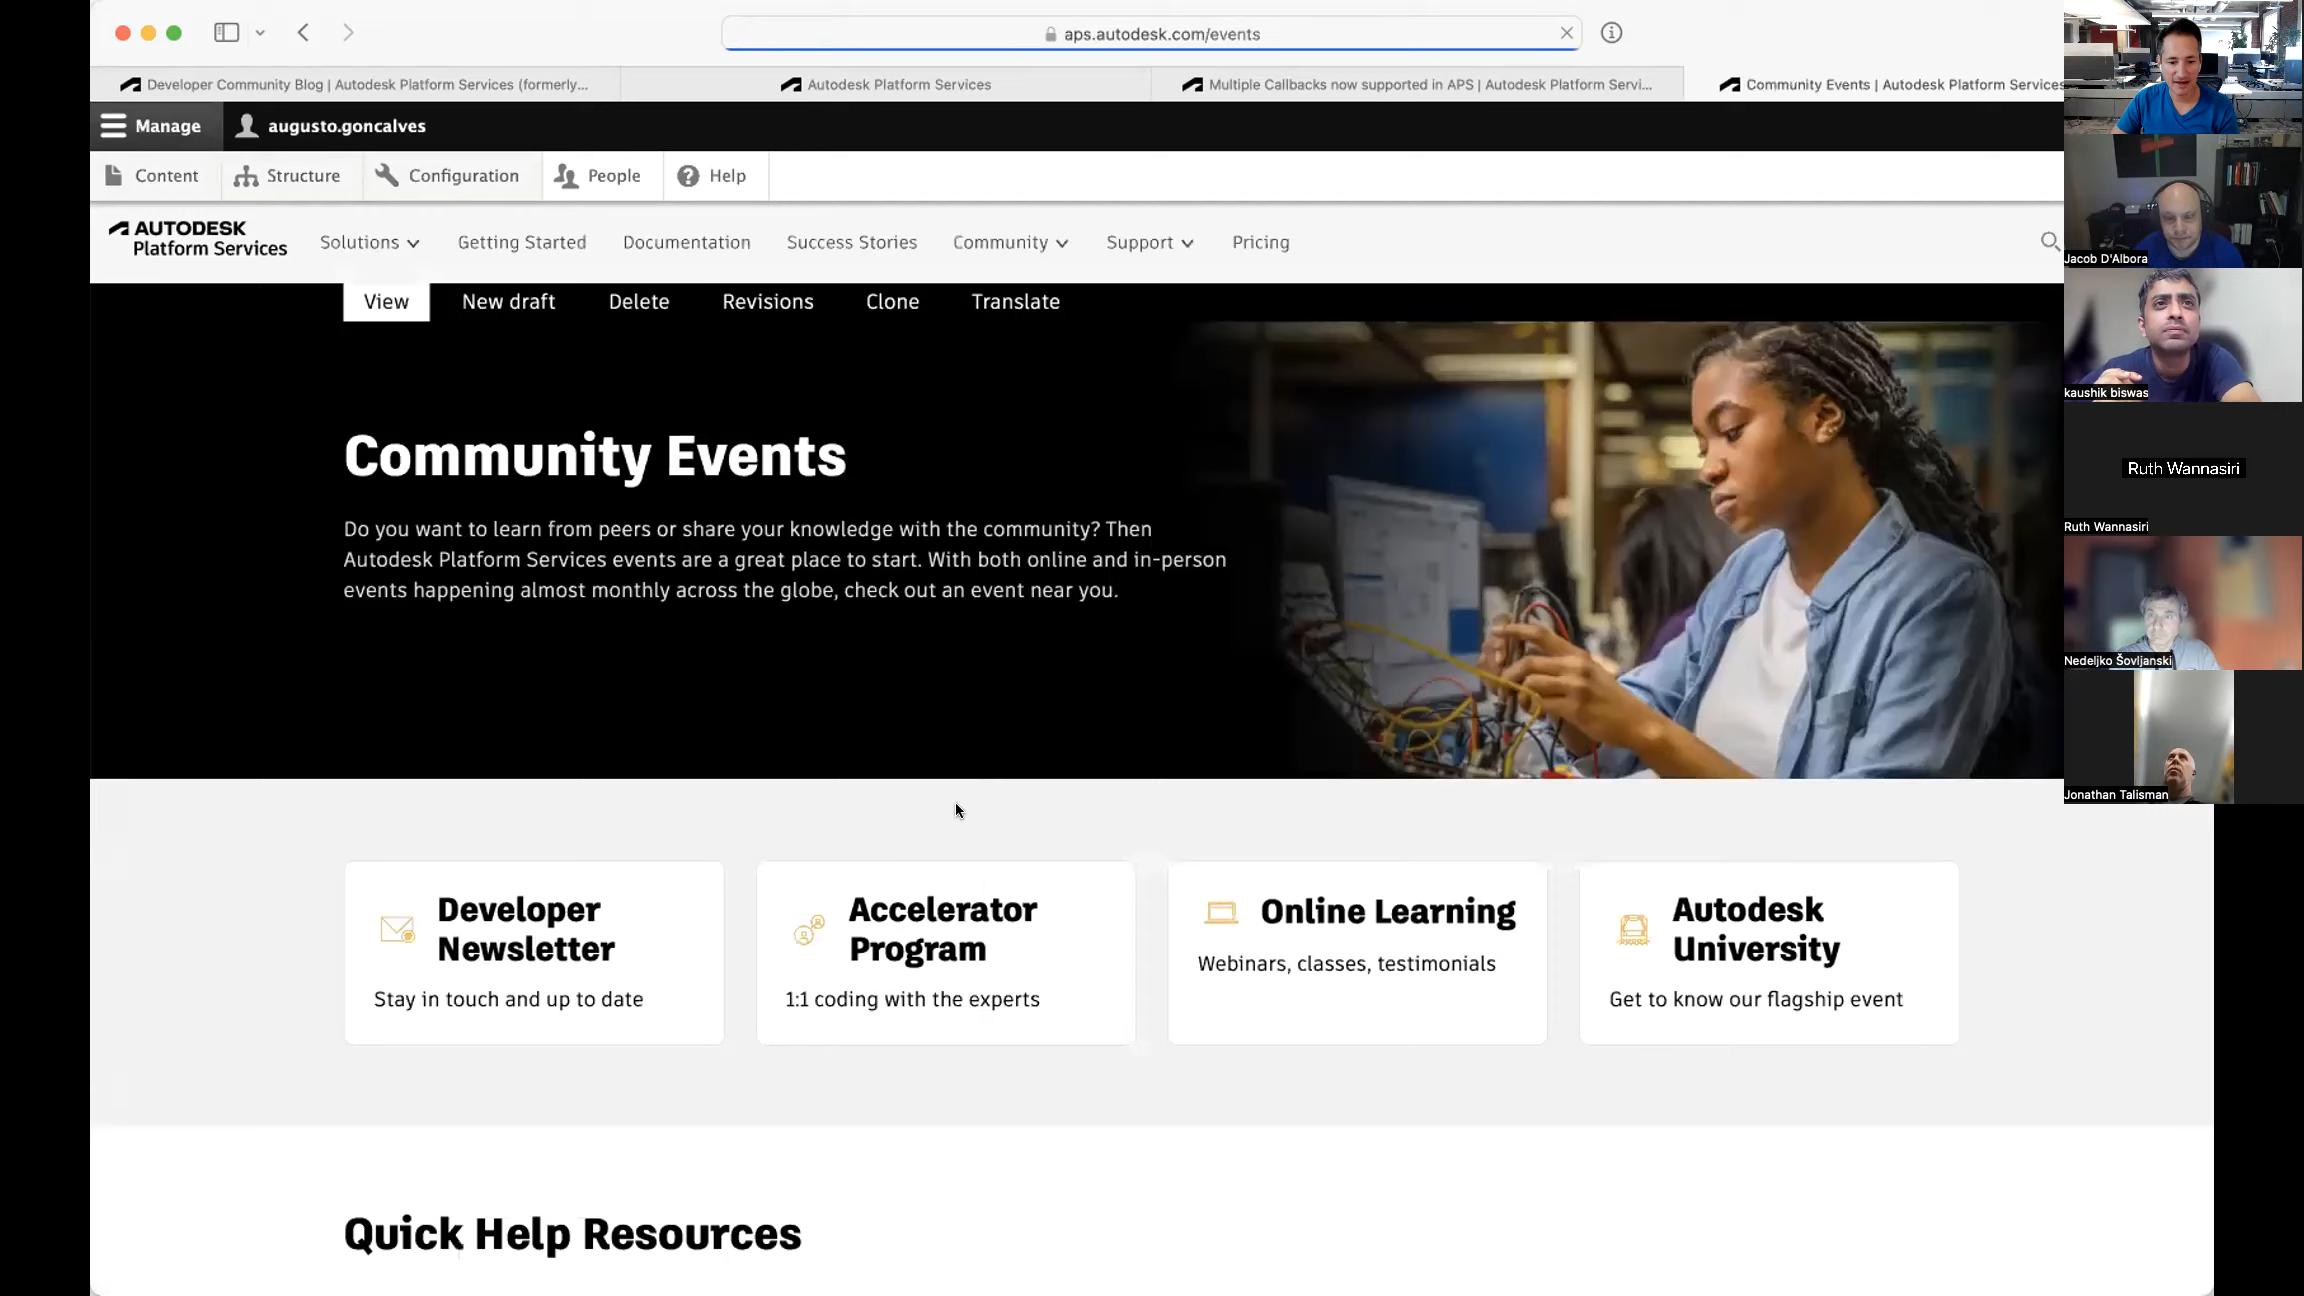 aps.autodesk.com/events
Developer Community Blog | Autodesk Platform Services (formerly...
Autodesk Platform Services
Multiple Callbacks now supported in APS | Autodesk Platform Servi...
Community Events | Autodesk Platform Services
Manage
augusto.goncalves
Content
Structure
Configuration
People
Help
AUTODESK
Platform Services
Solutions
Getting Started
Documentation
Success Stories
Community
Support
Pricing
View
New draft
Delete
Revisions
Clone
Translate
Community Events
Do you want to learn from peers or share your knowledge with the community? Then
Autodesk Platform Services events are a great place to start. With both online and in-person
events happening almost monthly across the globe, check out an event near you.
Developer
Newsletter
Stay in touch and up to date
Accelerator
Program
1:1 coding with the experts
Online Learning
Webinars, classes, testimonials
Autodesk
University
Get to know our flagship event
Quick Help Resources
Jacob D'Albora
kaushik biswas
Ruth Wannasiri
Ruth Wannasiri
Nedeljko Šovljanski
Jonathan Talisman